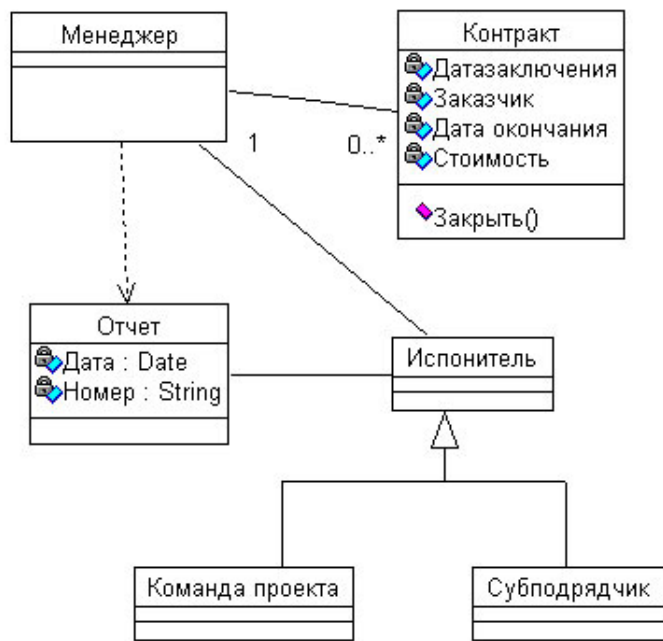 Менеджер
Контракт
Датазаключения
Заказчик
Дата окончания
Стоимость
Закрыть()
1
0..*
Отчет
Дата : Date
Номер : String
Испонитель
Команда проекта
Субподрядчик